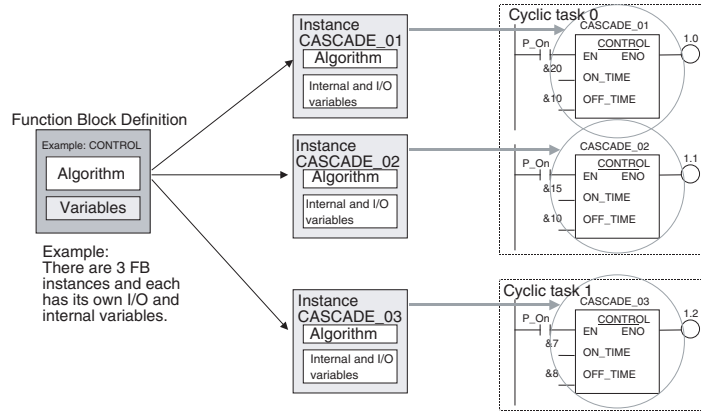 Function Block Definition
Example: CONTROL
Algorithm
Variables
Example:
There are 3 FB
instances and each
has its own I/O and
internal variables.
Instance
CASCADE_01
Algorithm
Internal and I/O
variables
Instance
CASCADE_02
Algorithm
Internal and I/O
variables
Instance
CASCADE_03
Algorithm
Internal and I/O
variables
Cyclic task 0
CASCADE_01
P_On
CONTROL
1.0
EN ENO
&20
ON_TIME
&10
OFF_TIME
CASCADE_02
P_On
CONTROL
1.1
EN ENO
&15
ON_TIME
&10
OFF_TIME
Cyclic task 1
CASCADE_03
P_On
CONTROL
1.2
EN ENO
&7
ON_TIME
&8
OFF_TIME